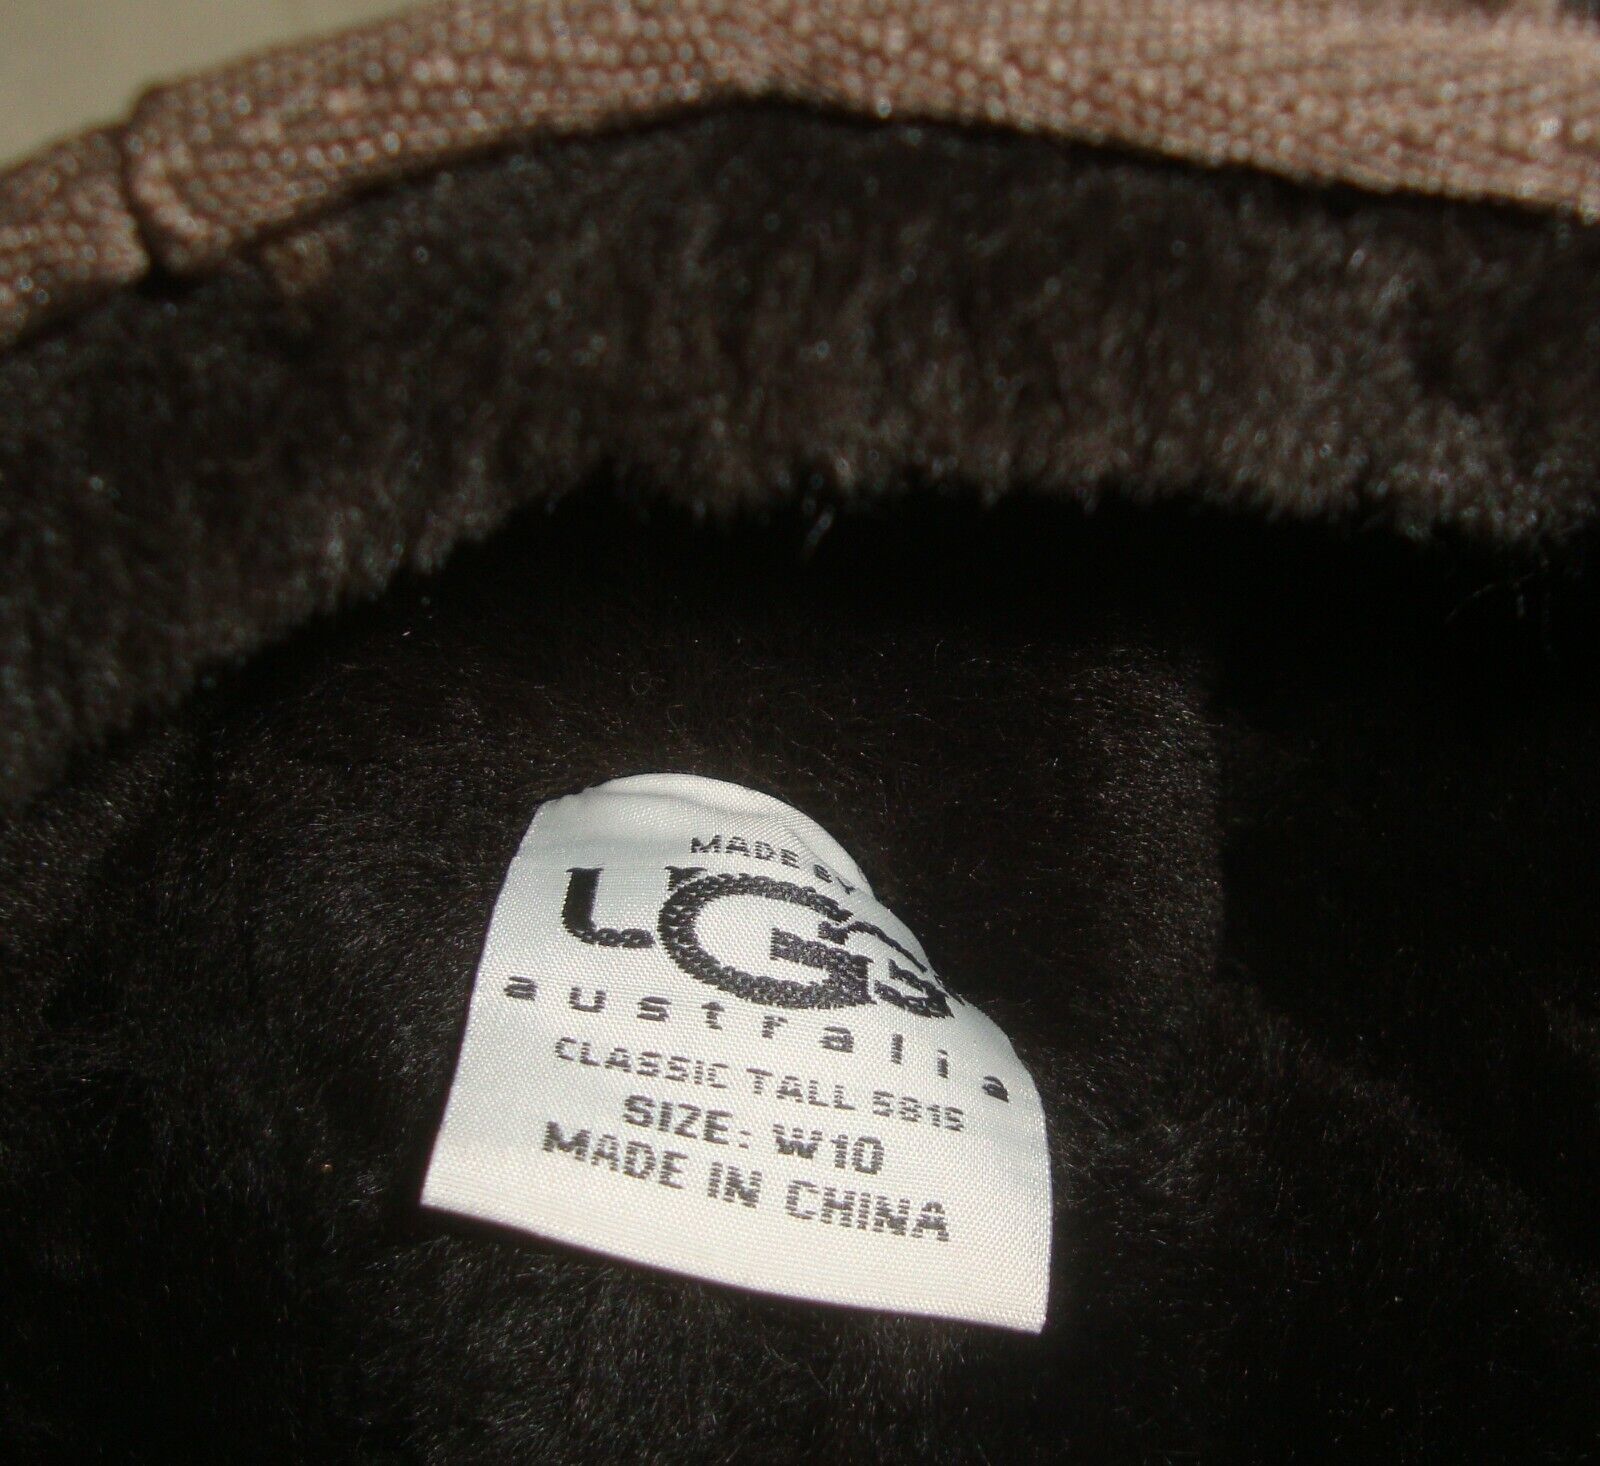 MADE BY
UGG
australia
CLASSIC TALL 5815
SIZE: W10
MADE IN CHINA